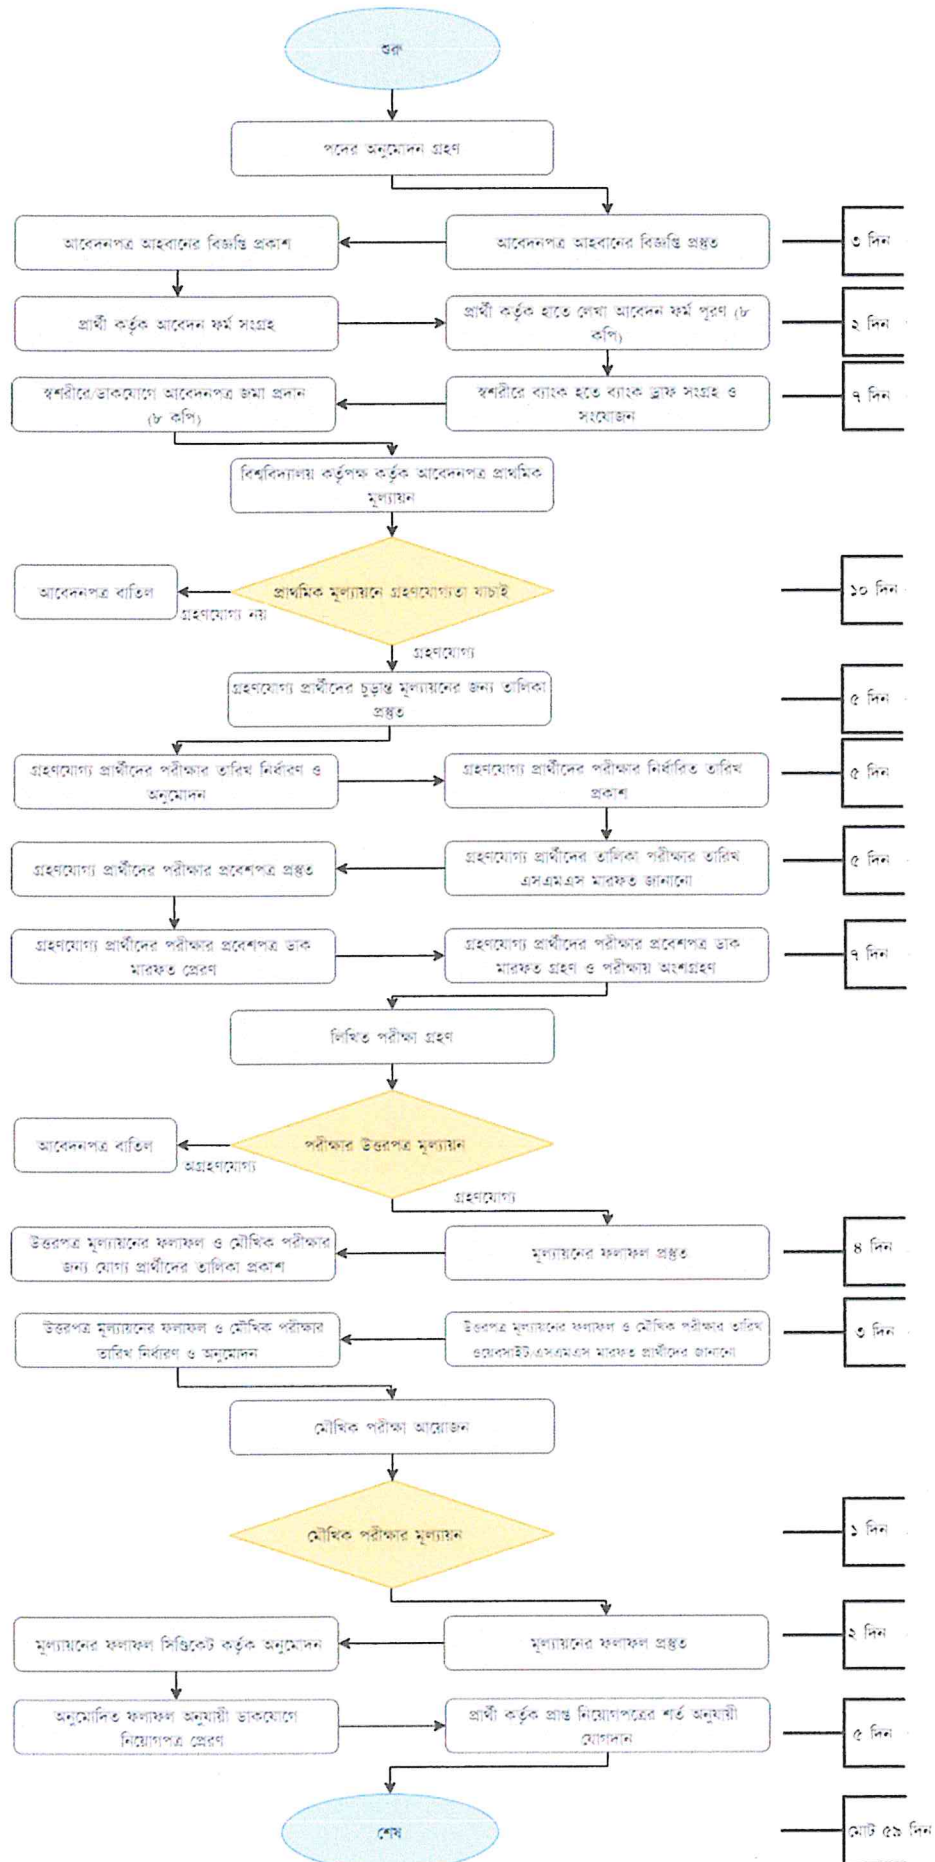 শুরু
পদের অনুমোদন গ্রহণ
আবেদনপত্র আহবানের বিজ্ঞপ্তি প্রকাশ
আবেদনপত্র আহবানের বিজ্ঞপ্তি প্রস্তুত
৩ দিন
প্রার্থী কর্তৃক আবেদন ফর্ম সংগ্রহ
প্রার্থী কর্তৃক হাতে লেখা আবেদন ফর্ম পূরণ (৮
কপি)
২ দিন
স্বশরীরে/ডাকযোগে আবেদনপত্র জমা প্রদান
(৮ কপি)
স্বশরীরে ব্যাংক হতে ব্যাংক ড্রাফ সংগ্রহ ও
সংযোজন
৭ দিন
বিশ্ববিদ্যালয় কর্তৃপক্ষ কর্তৃক আবেদনপত্র প্রাথমিক
মূল্যায়ন
আবেদনপত্র বাতিল
প্রাথমিক মূল্যায়নে গ্রহণযোগ্যতা যাচাই
১০ দিন
গ্রহণযোগ্য নয়
গ্রহণযোগ্য
গ্রহণযোগ্য প্রার্থীদের চূড়ান্ত মূল্যায়নের জন্য তালিকা
প্রস্তুত
৫ দিন
গ্রহণযোগ্য প্রার্থীদের পরীক্ষার তারিখ নির্ধারণ ও
অনুমোদন
গ্রহণযোগ্য প্রার্থীদের পরীক্ষার নির্ধারিত তারিখ
প্রকাশ
৫ দিন
গ্রহণযোগ্য প্রার্থীদের পরীক্ষার প্রবেশপত্র প্রস্তুত
গ্রহণযোগ্য প্রার্থীদের তালিকা পরীক্ষার তারিখ
এসএমএস মারফত জানানো
৫ দিন
গ্রহণযোগ্য প্রার্থীদের পরীক্ষার প্রবেশপত্র ডাক
মারফত প্রেরণ
গ্রহণযোগ্য প্রার্থীদের পরীক্ষার প্রবেশপত্র ডাক
মারফত গ্রহণ ও পরীক্ষায় অংশগ্রহণ
৭ দিন
লিখিত পরীক্ষা গ্রহণ
আবেদনপত্র বাতিল
পরীক্ষার উত্তরপত্র মূল্যায়ন
অগ্রহণযোগ্য
গ্রহণযোগ্য
উত্তরপত্র মূল্যায়নের ফলাফল ও মৌখিক পরীক্ষার
জন্য যোগ্য প্রার্থীদের তালিকা প্রকাশ
মূল্যায়নের ফলাফল প্রস্তুত
৪ দিন
উত্তরপত্র মূল্যায়নের ফলাফল ও মৌখিক পরীক্ষার
তারিখ নির্ধারণ ও অনুমোদন
উত্তরপত্র মূল্যায়নের ফলাফল ও মৌখিক পরীক্ষার তারিখ
ওয়েবসাইট/এসএমএস মারফত প্রার্থীদের জানানো
৩ দিন
মৌখিক পরীক্ষা আয়োজন
মৌখিক পরীক্ষার মূল্যায়ন
১ দিন
মূল্যায়নের ফলাফল সিন্ডিকেট কর্তৃক অনুমোদন
মূল্যায়নের ফলাফল প্রস্তুত
২ দিন
অনুমোদিত ফলাফল অনুযায়ী ডাকযোগে
নিয়োগপত্র প্রেরণ
প্রার্থী কর্তৃক প্রাপ্ত নিয়োগপত্রের শর্ত অনুযায়ী
যোগদান
৫ দিন
শেষ
মোট ৫৯ দিন